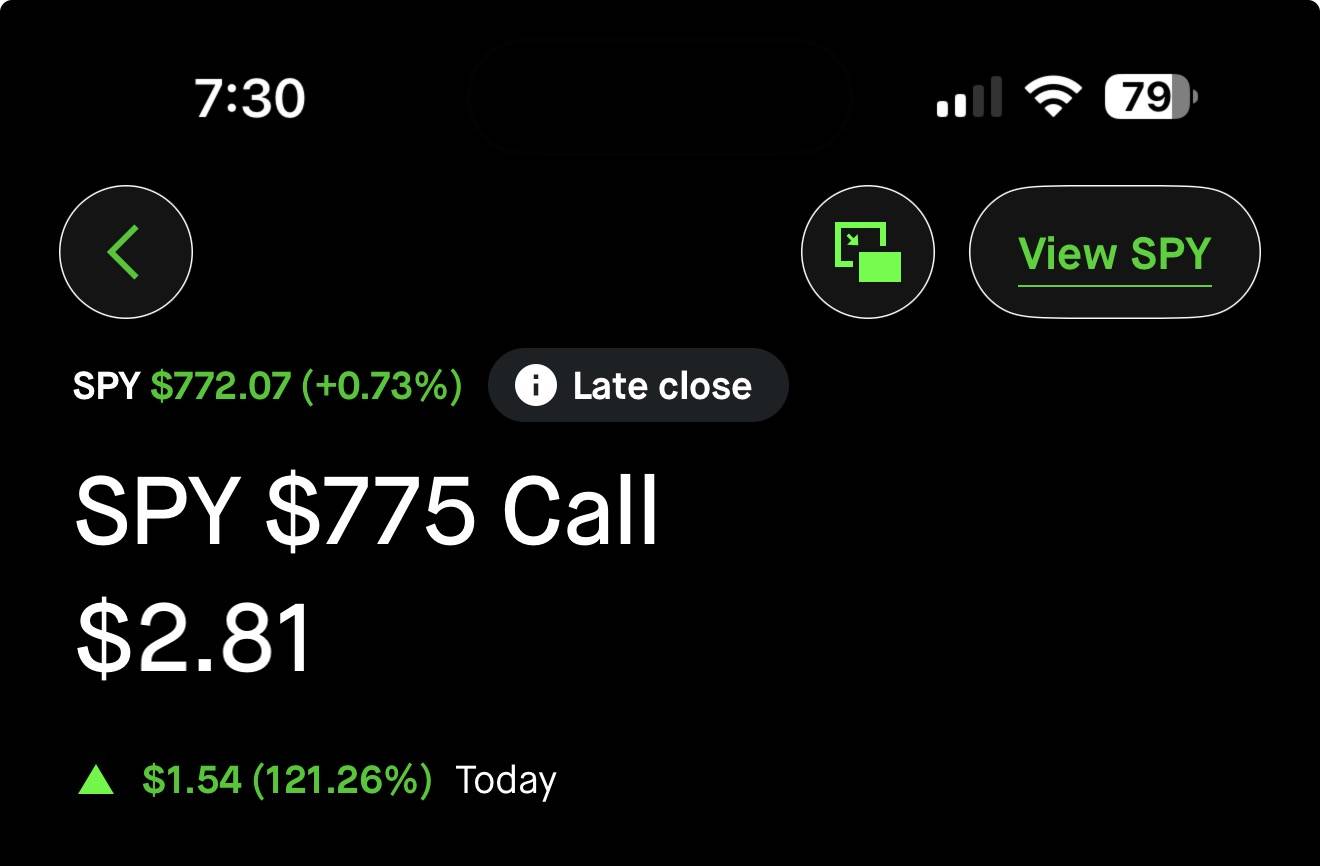 7:30 79
View SPY
SPY $772.07 (+0.73%) Late close
SPY $775 Call
$2.81
▲ $1.54 (121.26%) Today